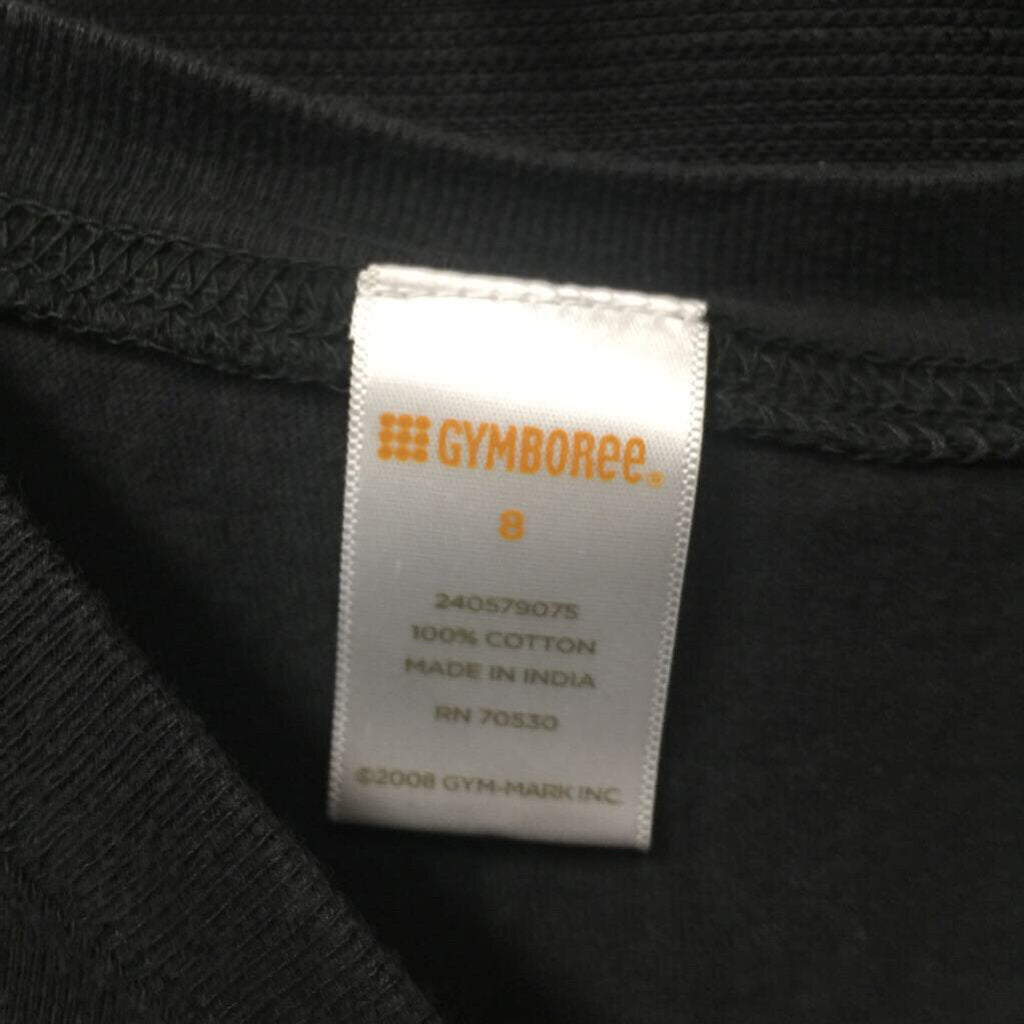 GYMBORee®
8
240579075
100% COTTON
MADE IN INDIA
RN 70530
©2008 GYM-MARK INC